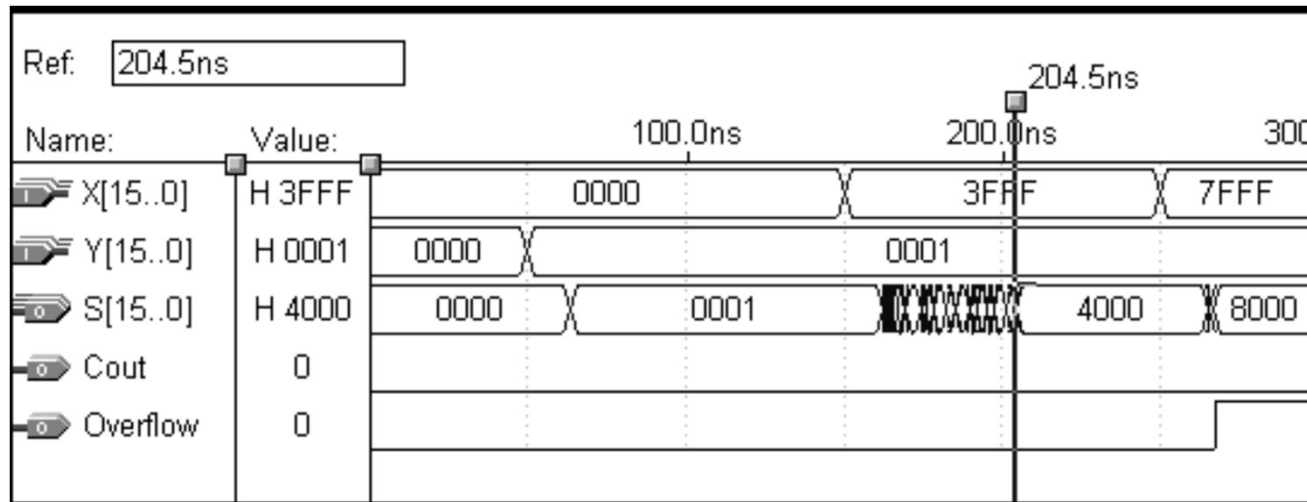 Ref: 204.5ns
204.5ns
Name: Value: 100.0ns 200.0ns 300
X[15..0] H 3FFF 0000 3FFF 7FFF
Y[15..0] H 0001 0000 0001
S[15..0] H 4000 0000 0001 4000 8000
Cout 0
Overflow 0